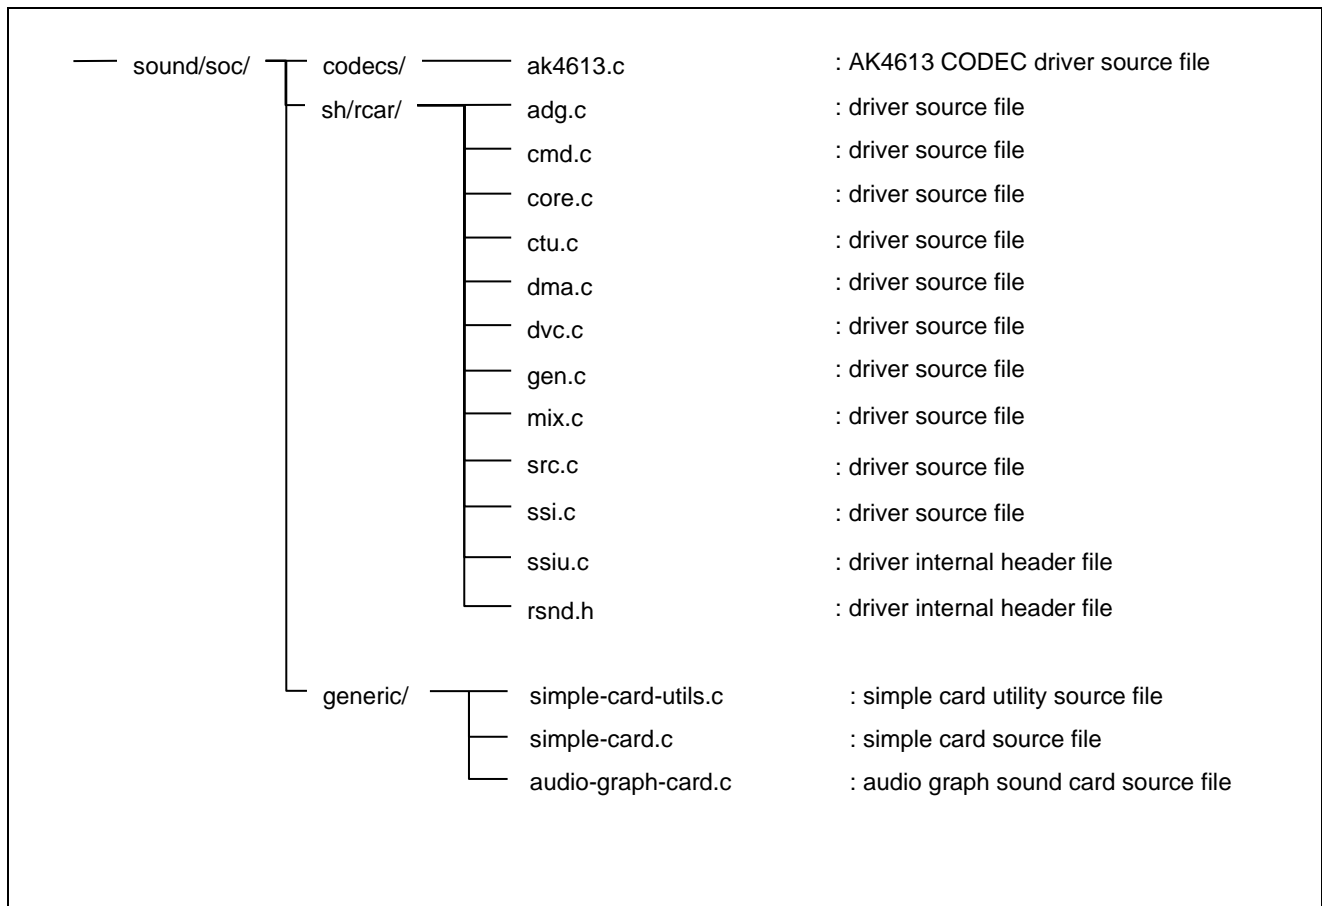 sound/soc/ codecs/ ak4613.c : AK4613 CODEC driver source file
sh/rcar/ adg.c : driver source file
cmd.c : driver source file
core.c : driver source file
ctu.c : driver source file
dma.c : driver source file
dvc.c : driver source file
gen.c : driver source file
mix.c : driver source file
src.c : driver source file
ssi.c : driver source file
ssiu.c : driver internal header file
rsnd.h : driver internal header file
generic/ simple-card-utils.c : simple card utility source file
simple-card.c : simple card source file
audio-graph-card.c : audio graph sound card source file